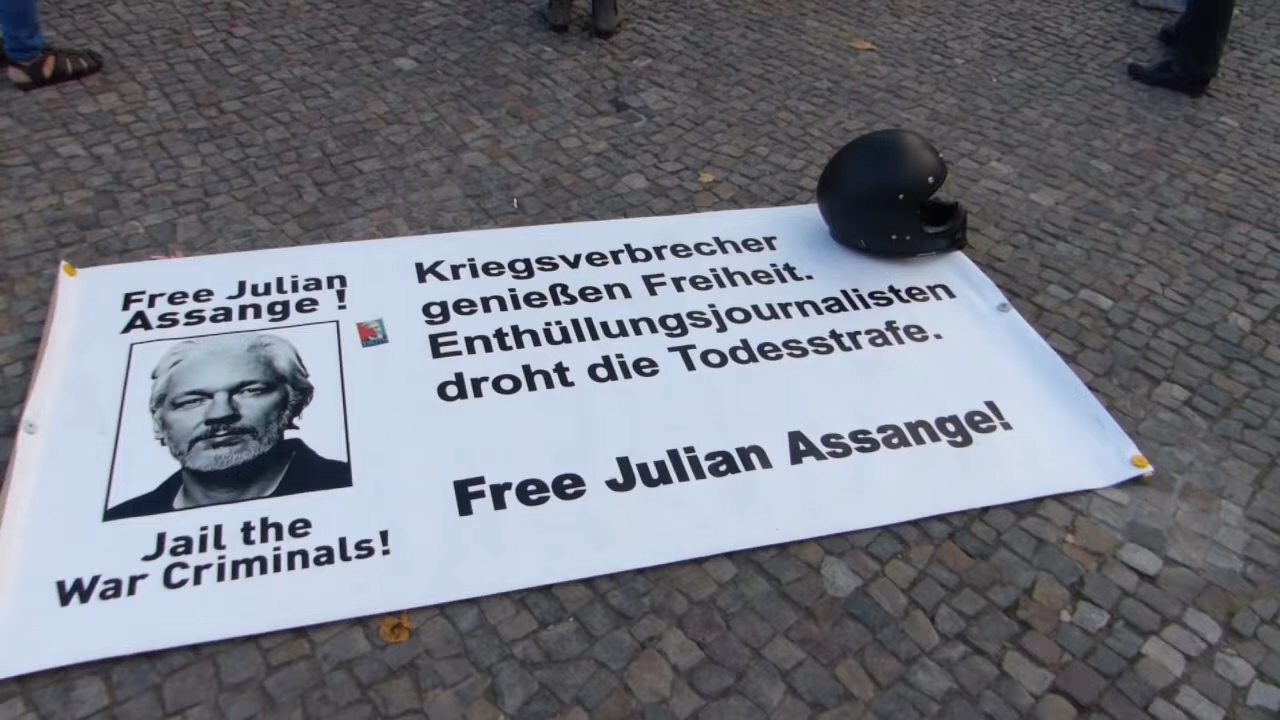 Free Julian
Assange !
Jail the
War Criminals!
Kriegsverbrecher
genießen Freiheit.
Enthüllungsjournalisten
droht die Todesstrafe.
Free Julian Assange!